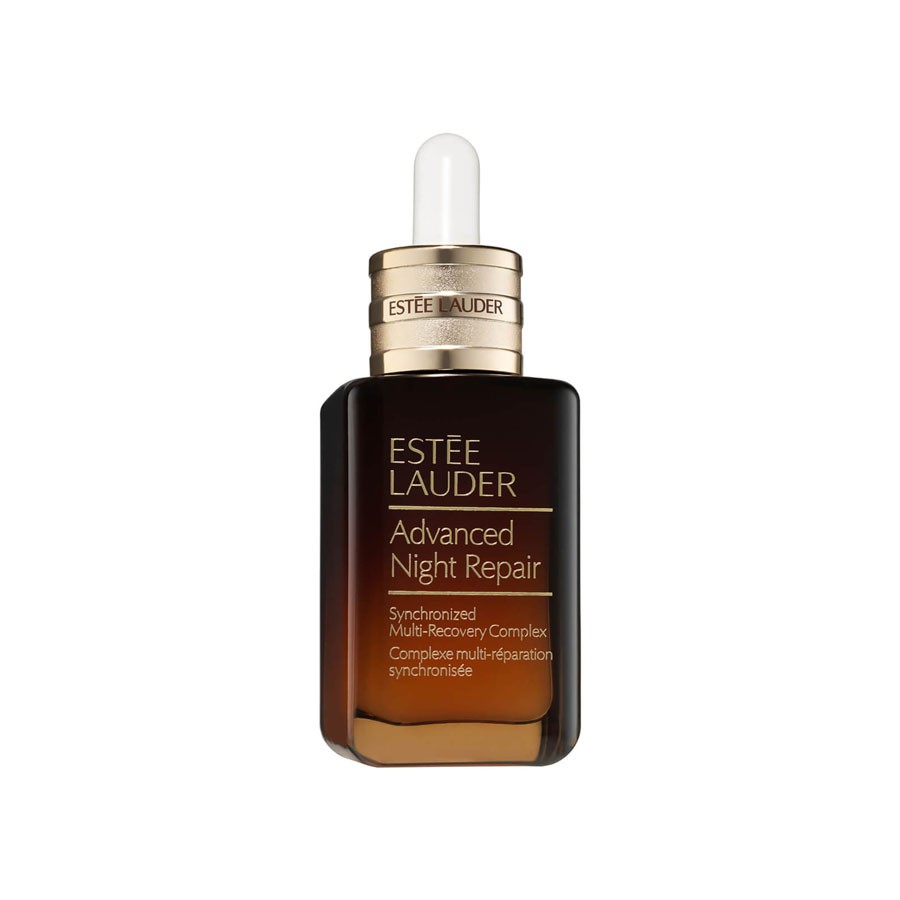 ESTĒE LAUDER
ESTĒE
LAUDER
Advanced
Night Repair
Synchronized
Multi-Recovery Complex
Complexe multi-réparation
synchronisée